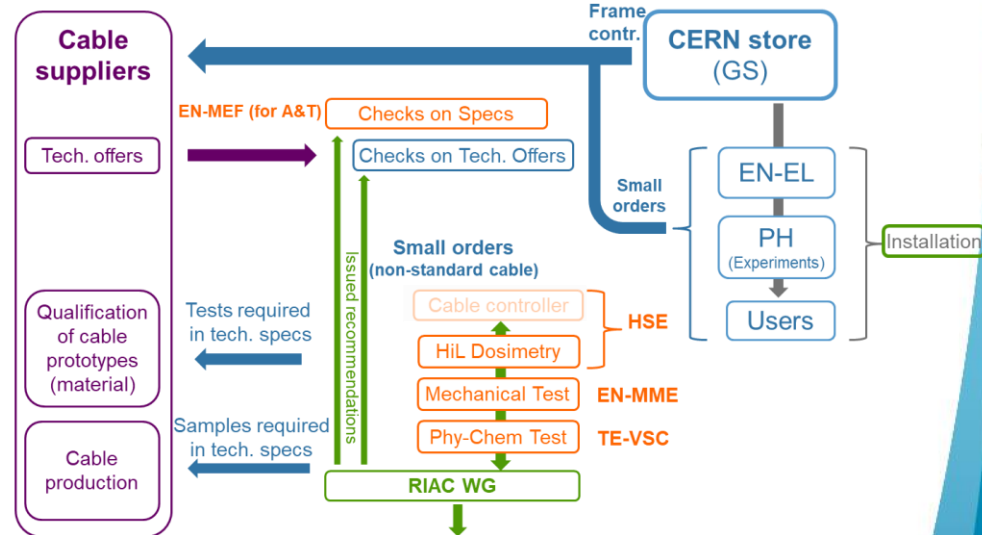 Cable
suppliers
Tech. offers
Qualification
of cable
prototypes
(material)
Cable
production
Frame
contr.
CERN store
(GS)
EN-MEF (for A&T)
Checks on Specs
Checks on Tech. Offers
Small
orders
EN-EL
PH
(Experiments)
Users
Installation
Issued recommendations
Small orders
(non-standard cable)
Tests required
in tech. specs
Samples required
in tech. specs
Cable controller
HiL Dosimetry
HSE
Mechanical Test
EN-MME
Phy-Chem Test
TE-VSC
RIAC WG